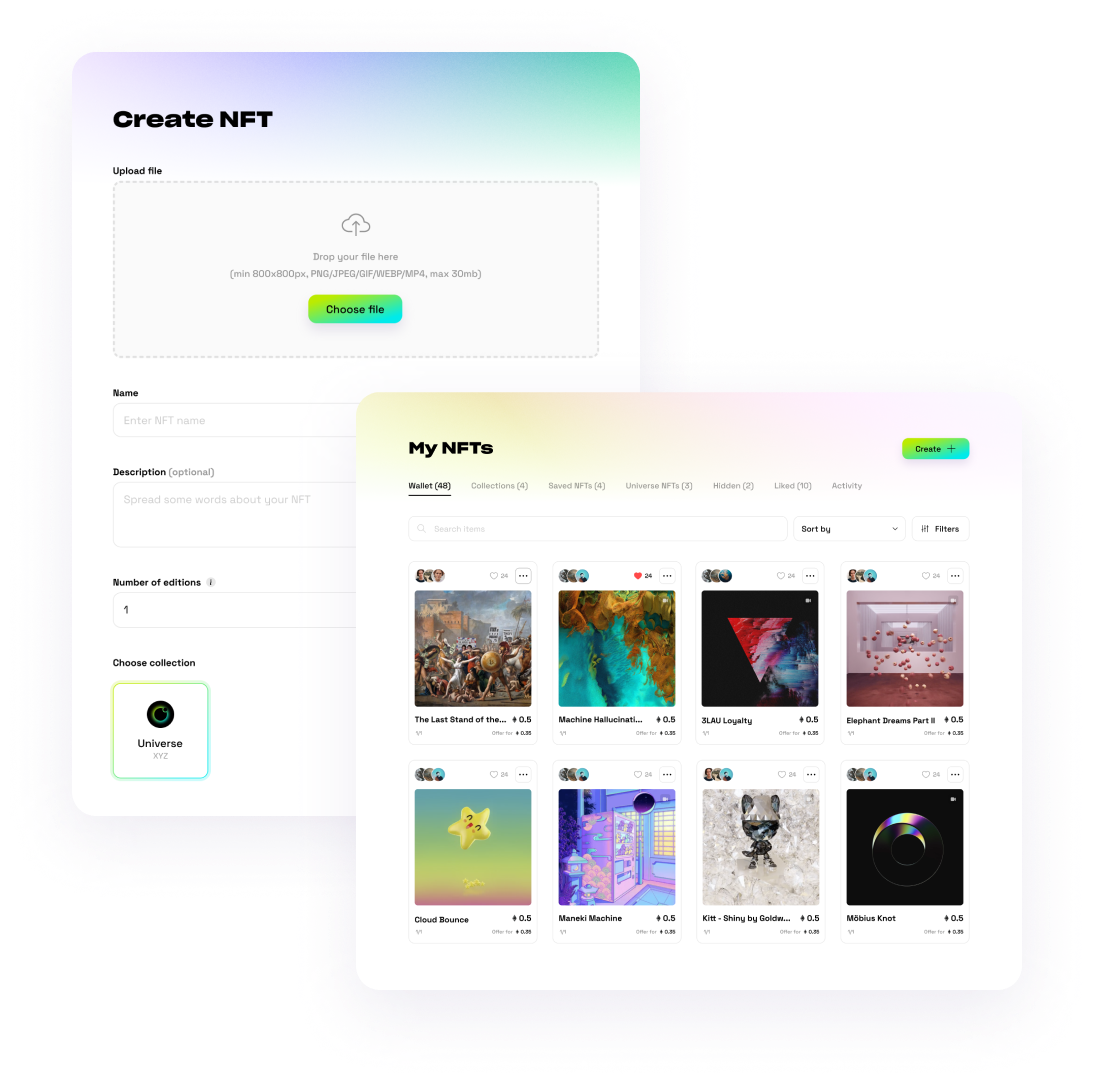 Create NFT
Upload file
Drop your file here
(min 800x800px, PNG/JPEG/GIF/WEBP/MP4, max 30mb)
Choose file
Name
Enter NFT name
Description (optional)
Spread some words about your NFT
Number of editions i
1
Choose collection
Universe
XYZ
My NFTs
Create +
Wallet (48) Collections (4) Saved NFTs (4) Universe NFTs (3) Hidden (2) Liked (10) Activity
Search items Sort by Filters
24 24 24 24
The Last Stand of the... 0.5 Machine Hallucinati... 0.5 3LAU Loyalty 0.5 Elephant Dreams Part II 0.5
1/1 Offer for 0.35 1/1 Offer for 0.35 1/1 Offer for 0.35 1/1 Offer for 0.35
24 24 24 24
Cloud Bounce 0.5 Maneki Machine 0.5 Kitt - Shiny by Goldw... 0.5 Möbius Knot 0.5
1/1 Offer for 0.35 1/1 Offer for 0.35 1/1 Offer for 0.35 1/1 Offer for 0.35